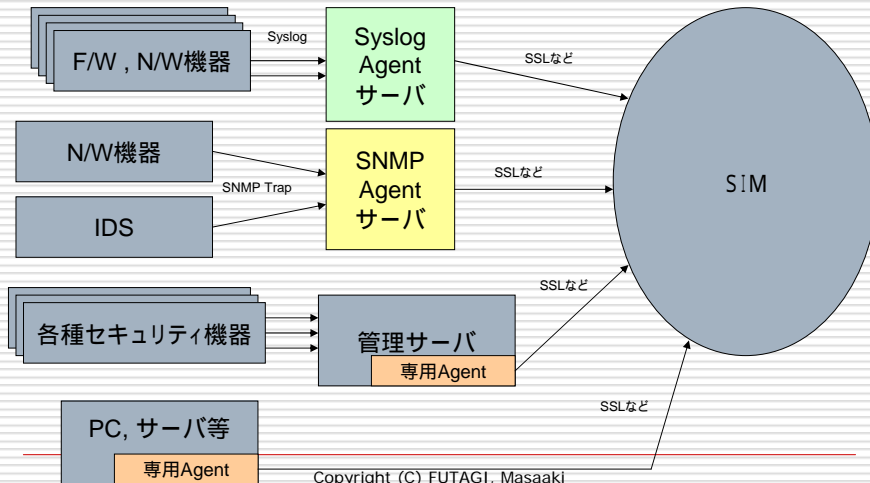 F/W , N/W機器
Syslog
Syslog
Agent
サーバ
SSLなど
N/W機器
SNMP Trap
IDS
SNMP
Agent
サーバ
SSLなど
SIM
各種セキュリティ機器
管理サーバ
専用Agent
SSLなど
PC, サーバ等
専用Agent
SSLなど
Copyright (C) FUTAGI, Masaaki